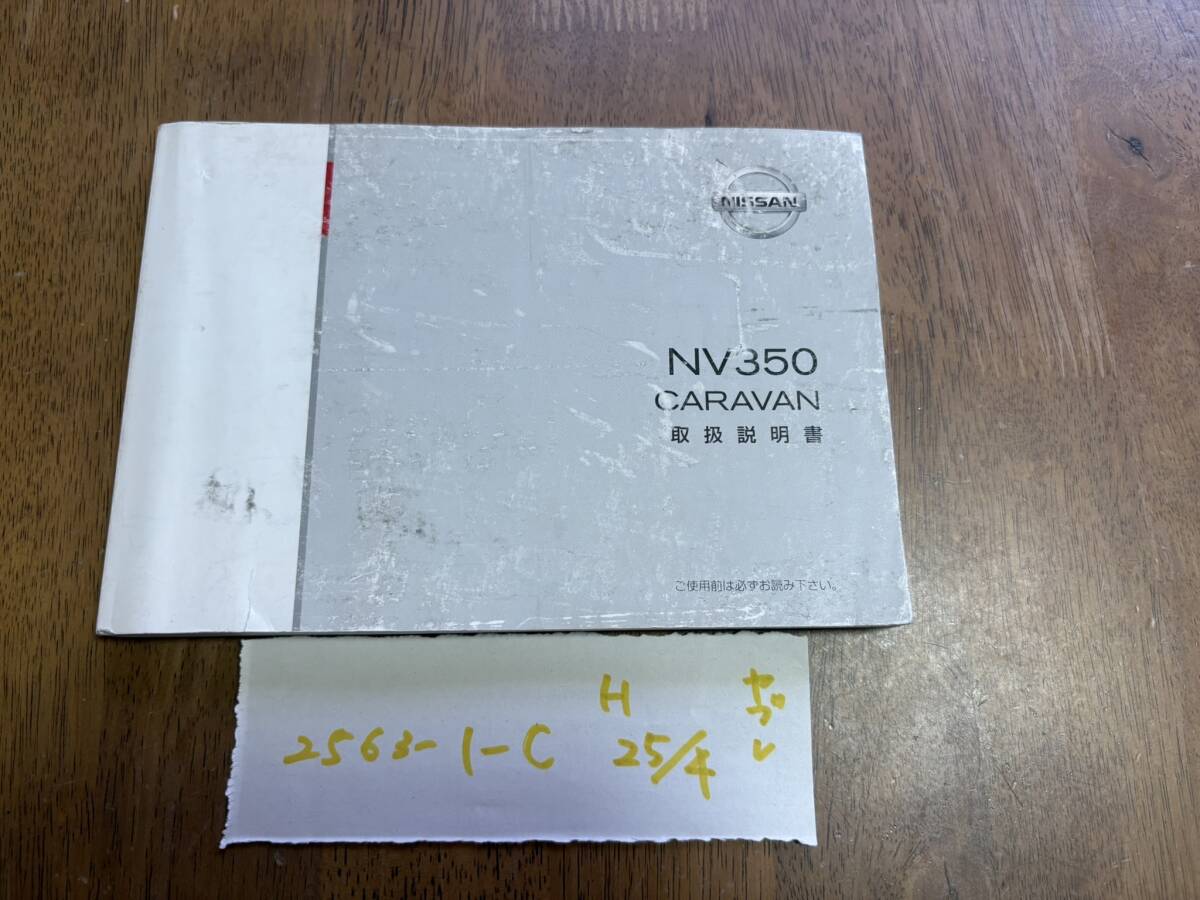 NISSAN
NV350
CARAVAN
取扱説明書
ご使用前は必ずお読み下さい。
H
2563-1-C 25/4